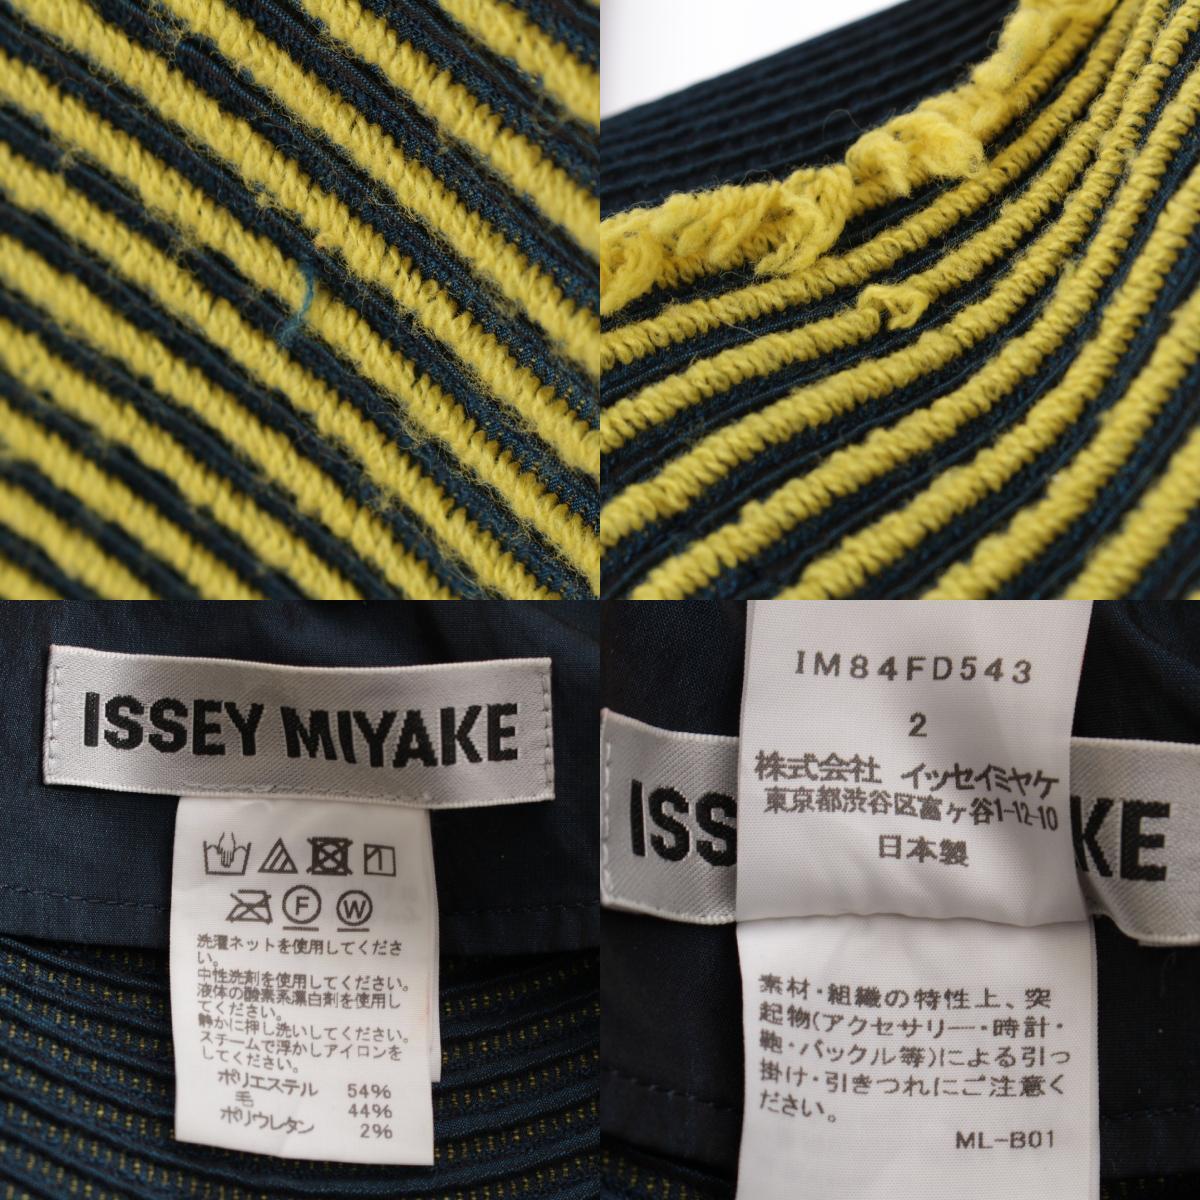 ISSEY MIYAKE
F W
洗濯ネットを使用してくださ
い。
中性洗剤を使用してください。
液体の酸素系漂白剤を使用し
てください。
静かに押し洗いしてください。
スチームで浮かしアイロンを
してください。
ポリエステル 54%
毛 44%
ポリウレタン 2%
IM84FD543
2
株式会社 イッセイミヤケ
東京都渋谷区富ヶ谷1-12-10
日本製
ISS KE
素材・組織の特性上、突
起物(アクセサリー・時計・
鞄・バックル等)による引っ
掛け・引きつれにご注意く
ださい。
ML-B01